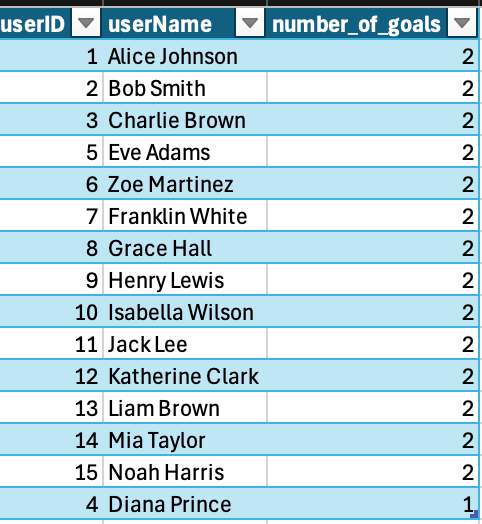 userID userName number_of_goals
1 Alice Johnson 2
2 Bob Smith 2
3 Charlie Brown 2
5 Eve Adams 2
6 Zoe Martinez 2
7 Franklin White 2
8 Grace Hall 2
9 Henry Lewis 2
10 Isabella Wilson 2
11 Jack Lee 2
12 Katherine Clark 2
13 Liam Brown 2
14 Mia Taylor 2
15 Noah Harris 2
4 Diana Prince 1